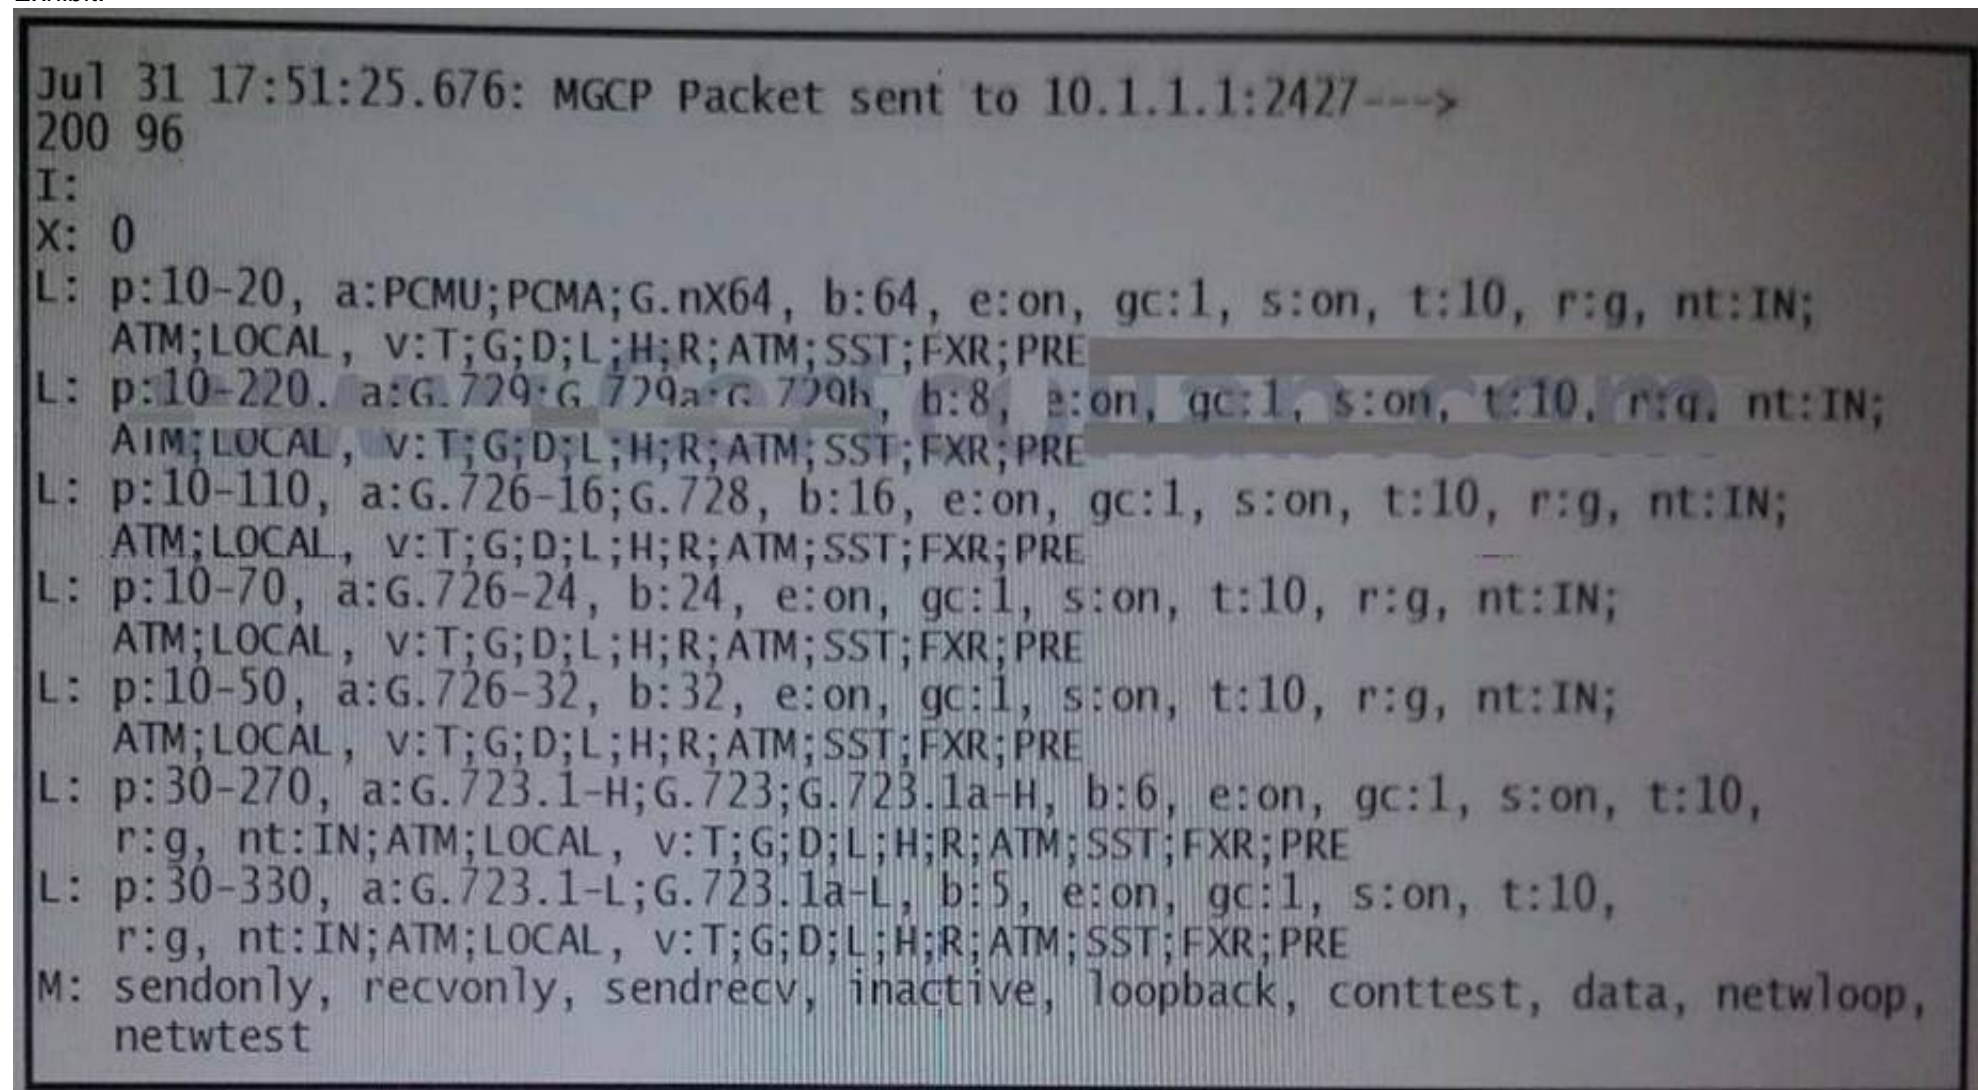 Jul 31 17:51:25.676: MGCP Packet sent to 10.1.1.1:2427--->
200 96
I:
X: 0
L: p:10-20, a:PCMU;PCMA;G.nX64, b:64, e:on, gc:1, s:on, t:10, r:g, nt:IN;
ATM;LOCAL, v:T;G;D;L;H;R;ATM;SST;FXR;PRE
L: p:10-220, a:G.729;G.729a;G.729b, b:8, e:on, gc:1, s:on, t:10, r:g, nt:IN;
ATM;LOCAL, v:T;G;D;L;H;R;ATM;SST;FXR;PRE
L: p:10-110, a:G.726-16;G.728, b:16, e:on, gc:1, s:on, t:10, r:g, nt:IN;
ATM;LOCAL, v:T;G;D;L;H;R;ATM;SST;FXR;PRE
L: p:10-70, a:G.726-24, b:24, e:on, gc:1, s:on, t:10, r:g, nt:IN;
ATM;LOCAL, v:T;G;D;L;H;R;ATM;SST;FXR;PRE
L: p:10-50, a:G.726-32, b:32, e:on, gc:1, s:on, t:10, r:g, nt:IN;
ATM;LOCAL, v:T;G;D;L;H;R;ATM;SST;FXR;PRE
L: p:30-270, a:G.723.1-H;G.723;G.723.1a-H, b:6, e:on, gc:1, s:on, t:10,
r:g, nt:IN;ATM;LOCAL, v:T;G;D;L;H;R;ATM;SST;FXR;PRE
L: p:30-330, a:G.723.1-L;G.723.1a-L, b:5, e:on, gc:1, s:on, t:10,
r:g, nt:IN;ATM;LOCAL, v:T;G;D;L;H;R;ATM;SST;FXR;PRE
M: sendonly, recvonly, sendrecv, inactive, loopback, conttest, data, netwloop,
netwtest